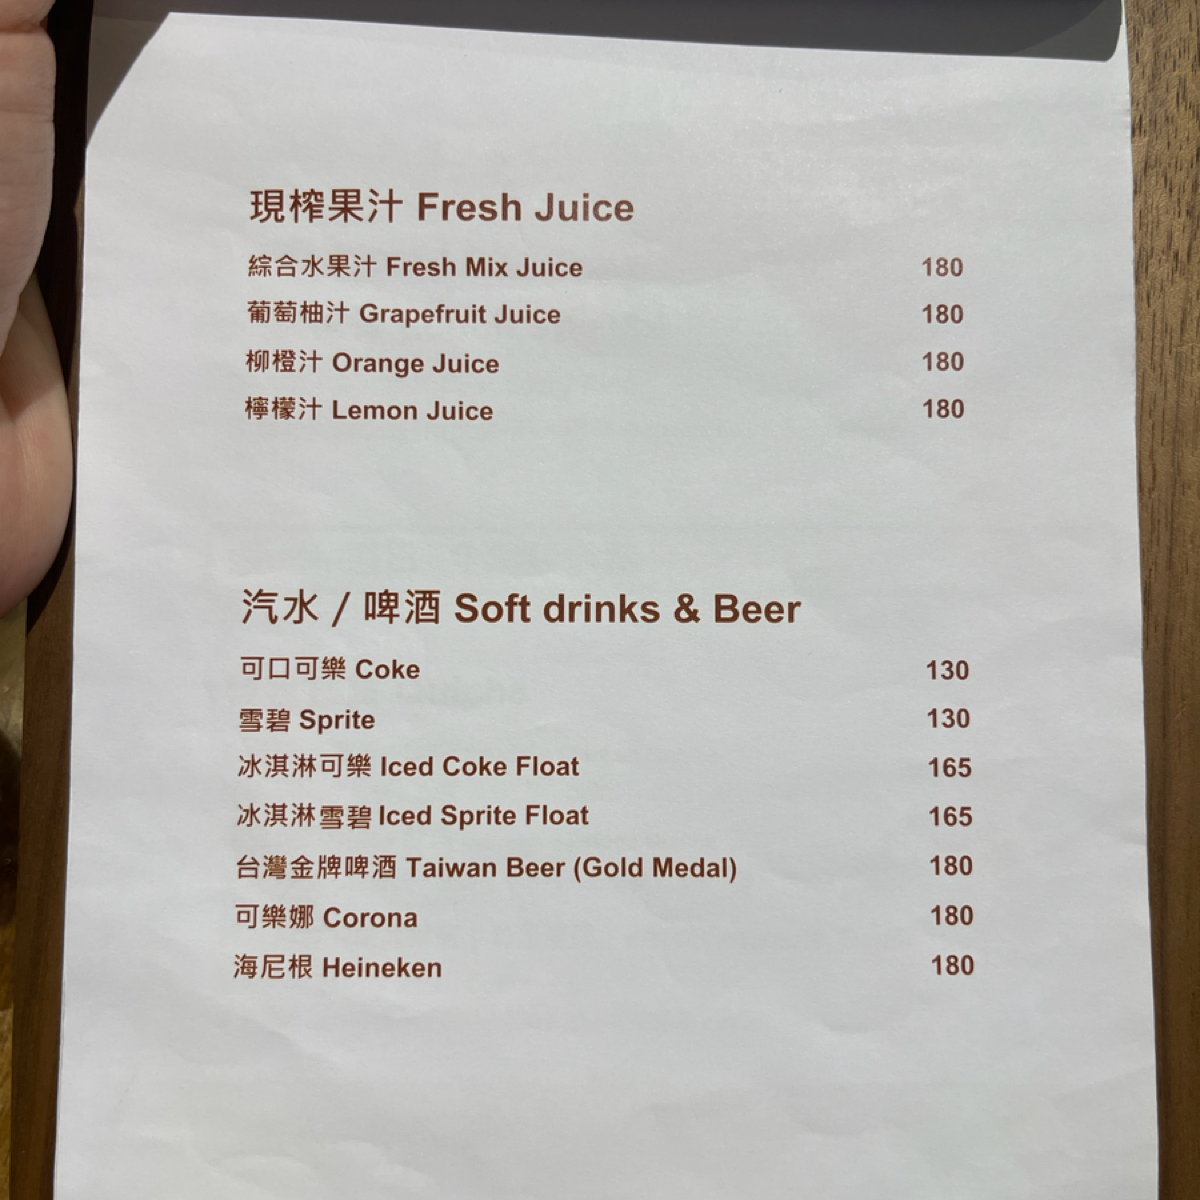 現榨果汁 Fresh Juice
綜合水果汁 Fresh Mix Juice 180
葡萄柚汁 Grapefruit Juice 180
柳橙汁 Orange Juice 180
檸檬汁 Lemon Juice 180
汽水 / 啤酒 Soft drinks & Beer
可口可樂 Coke 130
雪碧 Sprite 130
冰淇淋可樂 Iced Coke Float 165
冰淇淋雪碧 Iced Sprite Float 165
台灣金牌啤酒 Taiwan Beer (Gold Medal) 180
可樂娜 Corona 180
海尼根 Heineken 180